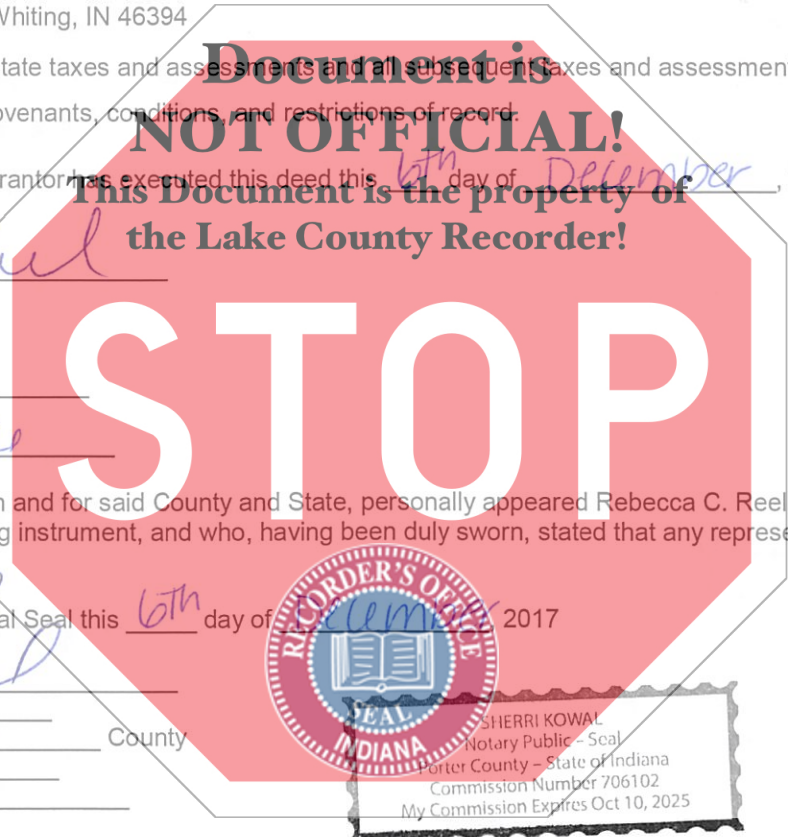 Whiting, IN 46394
Document is
tate taxes and assessments and all subsequent taxes and assessmen
ovenants, conditions, and restrictions of record.
NOT OFFICIAL!
rantor has executed this deed this 6th day of December,
This Document is the property of
the Lake County Recorder!
STOP
n and for said County and State, personally appeared Rebecca C. Reel
g instrument, and who, having been duly sworn, stated that any represe
RECORDER'S OFFICE
al Seal this 6th day of December 2017
SEAL
INDIANA
County
SHERRI KOWAL
Notary Public – Seal
Porter County – State of Indiana
Commission Number 706102
My Commission Expires Oct 10, 2025